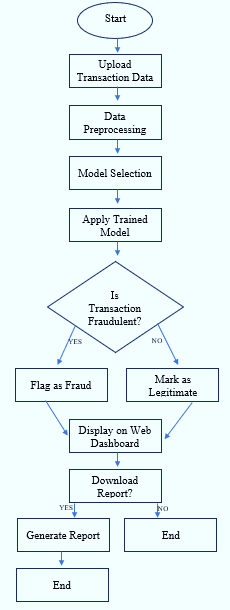 Start
Upload
Transaction Data
Data
Preprocessing
Model Selection
Apply Trained
Model
Is
Transaction
Fraudulent?
YES
NO
Flag as Fraud
Mark as
Legitimate
Display on Web
Dashboard
Download
Report?
YES
NO
Generate Report
End
End